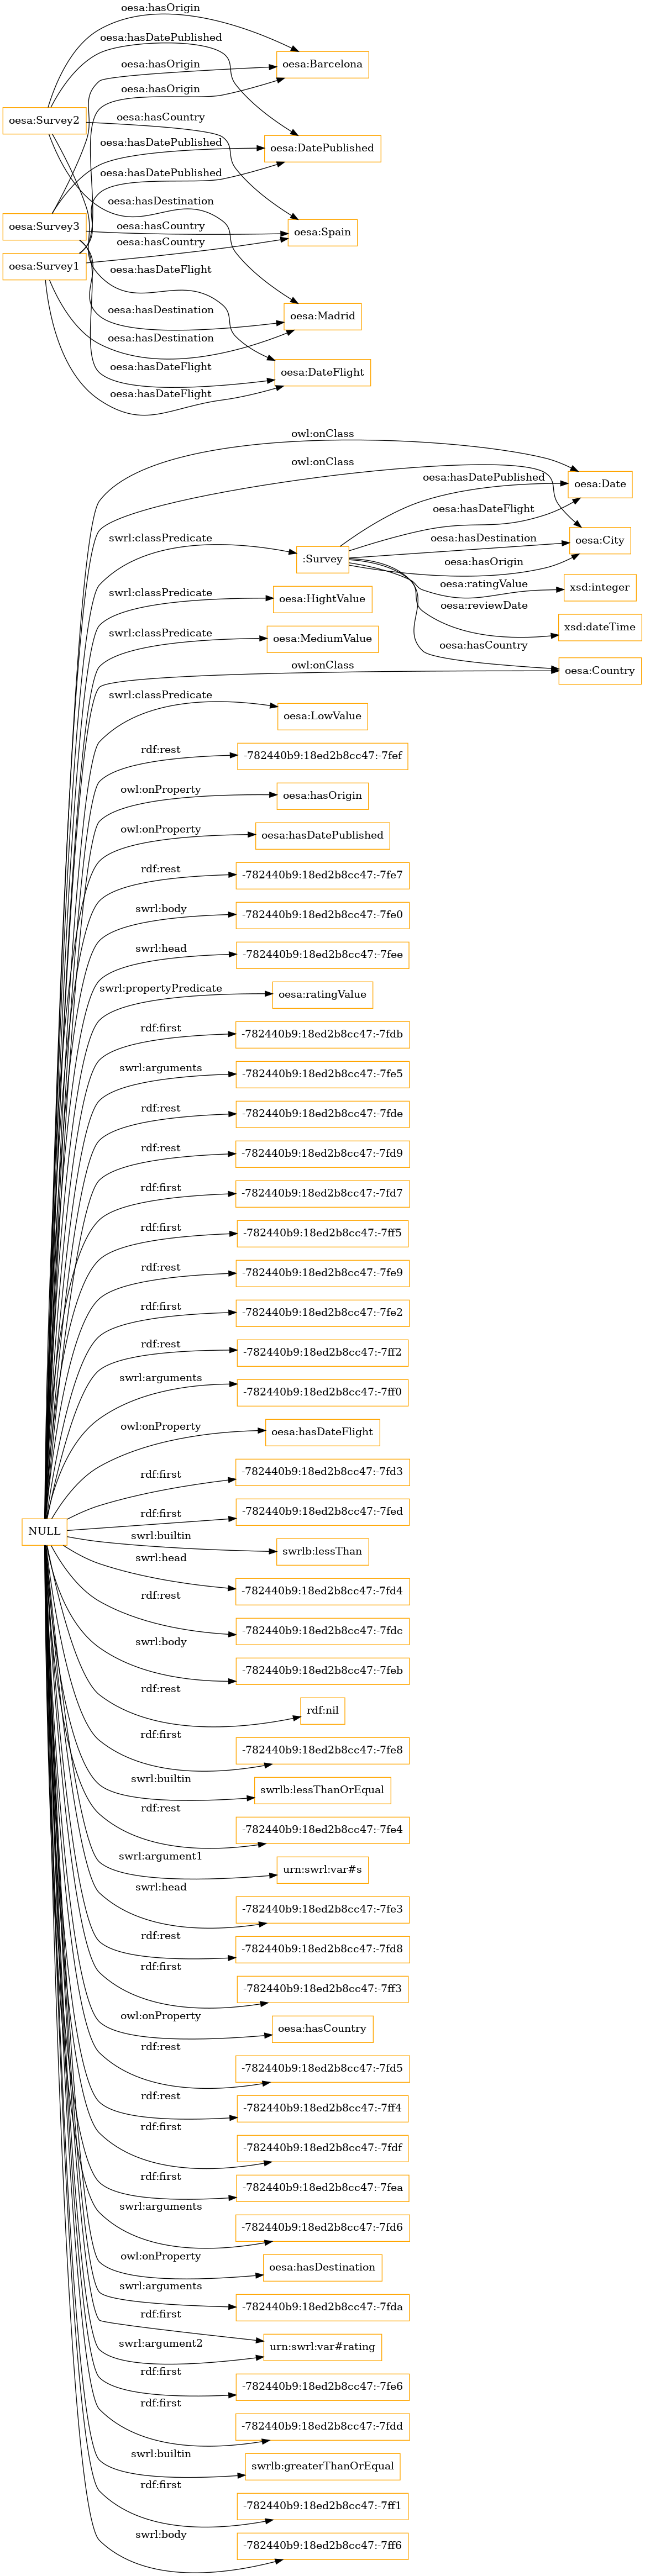 oesa:hasOrigin
oesa:hasDatePublished
oesa:hasOrigin
oesa:Barcelona
oesa:hasOrigin
oesa:Survey2
oesa:hasCountry
oesa:hasDatePublished
oesa:DatePublished
oesa:hasDatePublished
oesa:hasDestination
oesa:Survey3
oesa:hasCountry
oesa:Spain
oesa:hasCountry
oesa:Survey1
oesa:hasDateFlight
oesa:hasDestination
oesa:Madrid
oesa:hasDestination
oesa:hasDateFlight
oesa:DateFlight
oesa:hasDateFlight
owl:onClass
owl:onClass
oesa:hasDatePublished
oesa:Date
oesa:hasDateFlight
swrl:classPredicate
oesa:hasDestination
oesa:City
:Survey
oesa:hasOrigin
oesa:ratingValue
xsd:integer
swrl:classPredicate
oesa:HightValue
oesa:reviewDate
xsd:dateTime
swrl:classPredicate
oesa:MediumValue
oesa:hasCountry
owl:onClass
oesa:Country
swrl:classPredicate
oesa:LowValue
rdf:rest
-782440b9:18ed2b8cc47:-7fef
owl:onProperty
oesa:hasOrigin
owl:onProperty
oesa:hasDatePublished
rdf:rest
-782440b9:18ed2b8cc47:-7fe7
swrl:body
-782440b9:18ed2b8cc47:-7fe0
swrl:head
-782440b9:18ed2b8cc47:-7fee
swrl:propertyPredicate
oesa:ratingValue
rdf:first
-782440b9:18ed2b8cc47:-7fdb
swrl:arguments
-782440b9:18ed2b8cc47:-7fe5
rdf:rest
-782440b9:18ed2b8cc47:-7fde
rdf:rest
-782440b9:18ed2b8cc47:-7fd9
rdf:first
-782440b9:18ed2b8cc47:-7fd7
rdf:first
-782440b9:18ed2b8cc47:-7ff5
rdf:rest
-782440b9:18ed2b8cc47:-7fe9
rdf:first
-782440b9:18ed2b8cc47:-7fe2
rdf:rest
-782440b9:18ed2b8cc47:-7ff2
swrl:arguments
-782440b9:18ed2b8cc47:-7ff0
owl:onProperty
oesa:hasDateFlight
rdf:first
-782440b9:18ed2b8cc47:-7fd3
rdf:first
-782440b9:18ed2b8cc47:-7fed
NULL
swrl:builtin
swrlb:lessThan
swrl:head
-782440b9:18ed2b8cc47:-7fd4
rdf:rest
-782440b9:18ed2b8cc47:-7fdc
swrl:body
-782440b9:18ed2b8cc47:-7feb
rdf:rest
rdf:nil
rdf:first
-782440b9:18ed2b8cc47:-7fe8
swrl:builtin
swrlb:lessThanOrEqual
rdf:rest
-782440b9:18ed2b8cc47:-7fe4
swrl:argument1
urn:swrl:var#s
swrl:head
-782440b9:18ed2b8cc47:-7fe3
rdf:rest
-782440b9:18ed2b8cc47:-7fd8
rdf:first
-782440b9:18ed2b8cc47:-7ff3
owl:onProperty
oesa:hasCountry
rdf:rest
-782440b9:18ed2b8cc47:-7fd5
rdf:rest
-782440b9:18ed2b8cc47:-7ff4
rdf:first
-782440b9:18ed2b8cc47:-7fdf
rdf:first
-782440b9:18ed2b8cc47:-7fea
swrl:arguments
-782440b9:18ed2b8cc47:-7fd6
owl:onProperty
oesa:hasDestination
swrl:arguments
-782440b9:18ed2b8cc47:-7fda
rdf:first
urn:swrl:var#rating
swrl:argument2
rdf:first
-782440b9:18ed2b8cc47:-7fe6
rdf:first
-782440b9:18ed2b8cc47:-7fdd
swrl:builtin
swrlb:greaterThanOrEqual
rdf:first
-782440b9:18ed2b8cc47:-7ff1
swrl:body
-782440b9:18ed2b8cc47:-7ff6